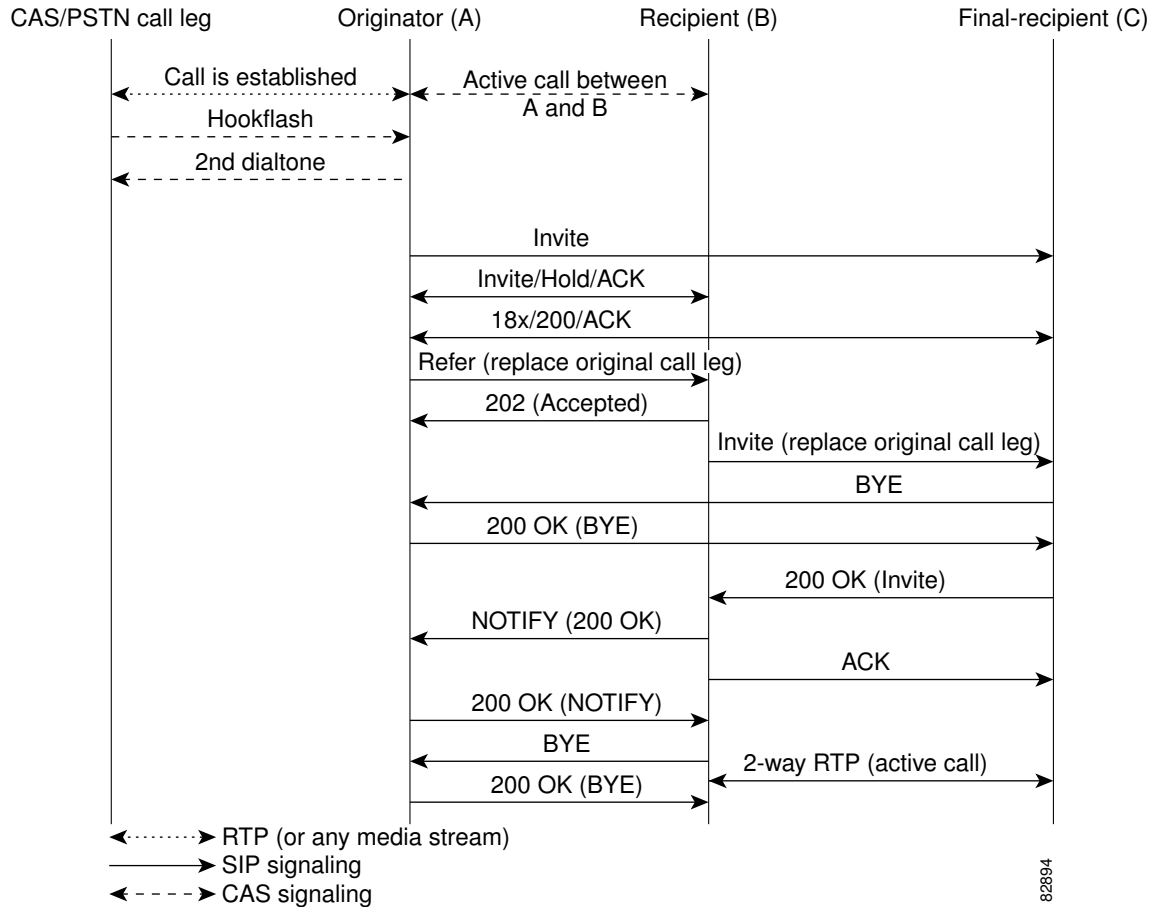 CAS/PSTN call leg
Originator (A)
Recipient (B)
Final-recipient (C)
Call is established
Active call between
A and B
Hookflash
2nd dialtone
Invite
Invite/Hold/ACK
18x/200/ACK
Refer (replace original call leg)
202 (Accepted)
Invite (replace original call leg)
BYE
200 OK (BYE)
200 OK (Invite)
NOTIFY (200 OK)
ACK
200 OK (NOTIFY)
BYE
2-way RTP (active call)
200 OK (BYE)
RTP (or any media stream)
SIP signaling
CAS signaling
82894